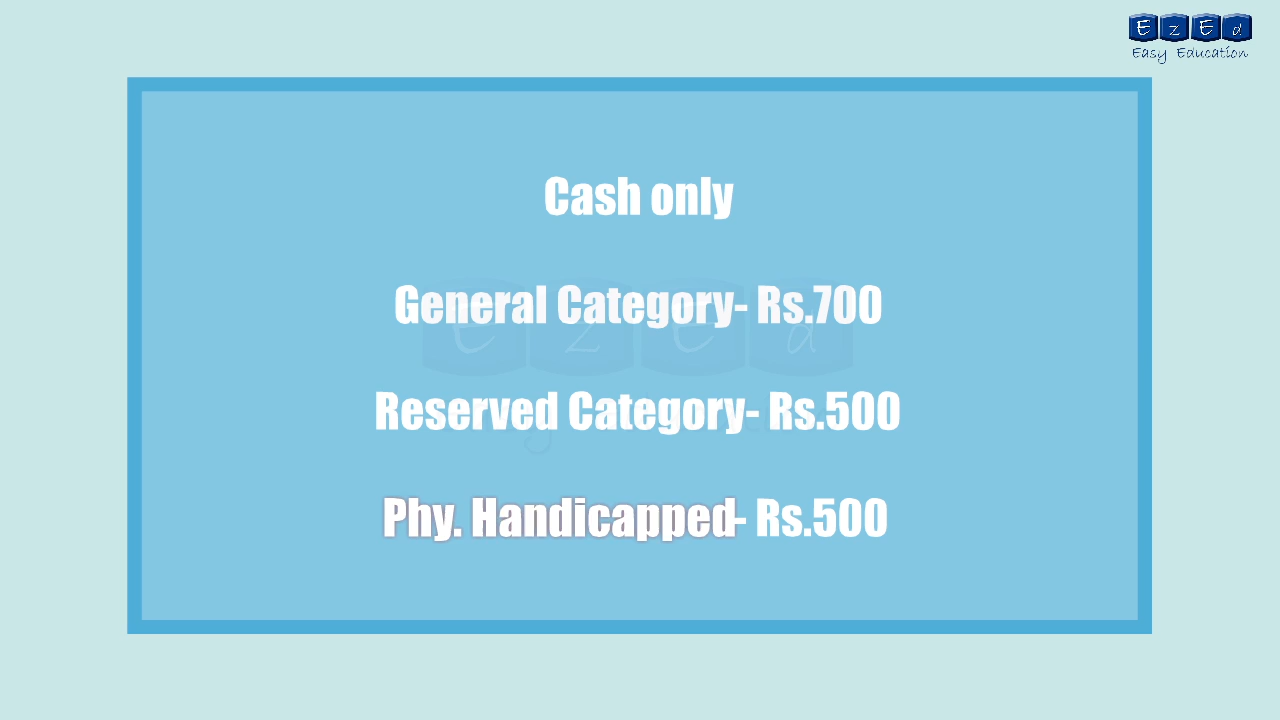 EzEd
Easy Education
Cash only
General Category- Rs.700
Reserved Category- Rs.500
Phy. Handicapped- Rs.500